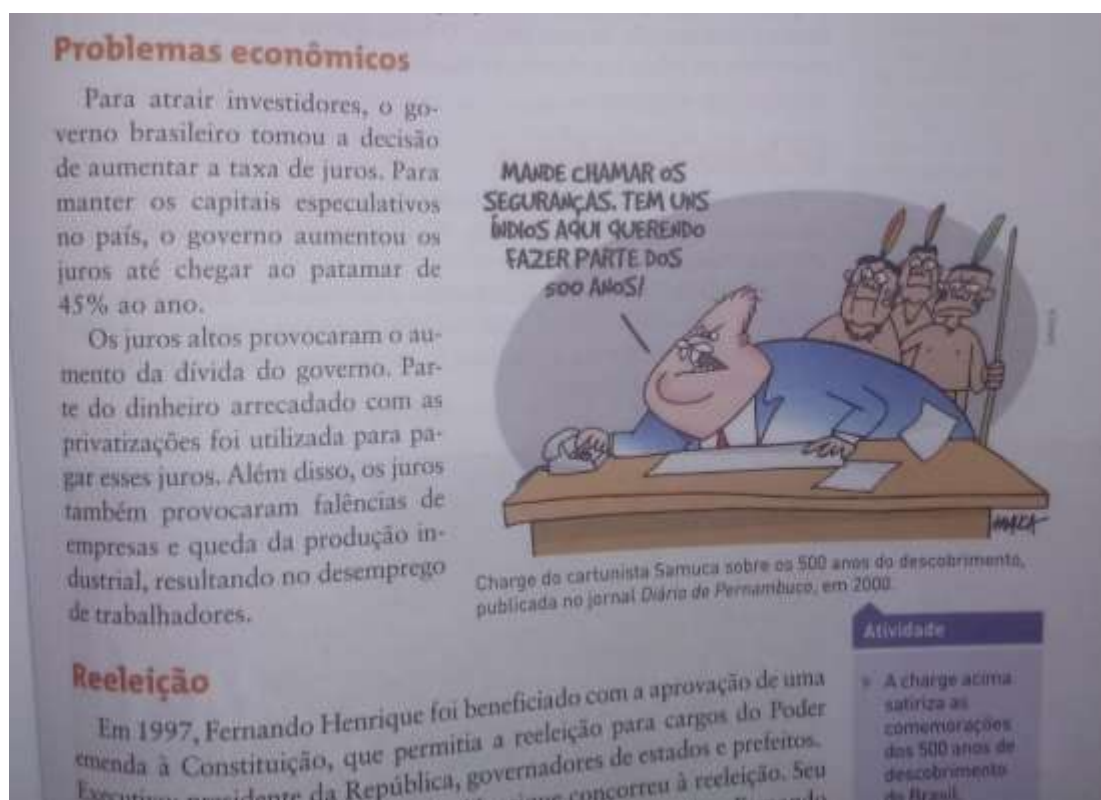 Problemas econômicos
Para atrair investidores, o go-
verno brasileiro tomou a decisão
de aumentar a taxa de juros. Para
manter os capitais especulativos
no país, o governo aumentou os
juros até chegar ao patamar de
45% ao ano.
Os juros altos provocaram o au-
mento da dívida do governo. Par-
te do dinheiro arrecadado com as
privatizações foi utilizada para pa-
gar esses juros. Além disso, os juros
também provocaram falências de
empresas e queda da produção in-
dustrial, resultando no desemprego
de trabalhadores.
MANDE CHAMAR OS
SEGURANÇAS. TEM UNS
ÍNDIOS AQUI QUERENDO
FAZER PARTE DOS
500 ANOS!
Charge do cartunista Samuca sobre os 500 anos do descobrimento,
publicada no jornal Diário de Pernambuco, em 2000.
Reeleição
Em 1997, Fernando Henrique foi beneficiado com a aprovação de uma
emenda à Constituição, que permitia a reeleição para cargos do Poder
presidente da República, governadores de estados e prefeitos.
concorreu à reeleição. Seu
Atividade
A charge acima
satiriza as
comemorações
dos 500 anos de
descobrimento
do Brasil